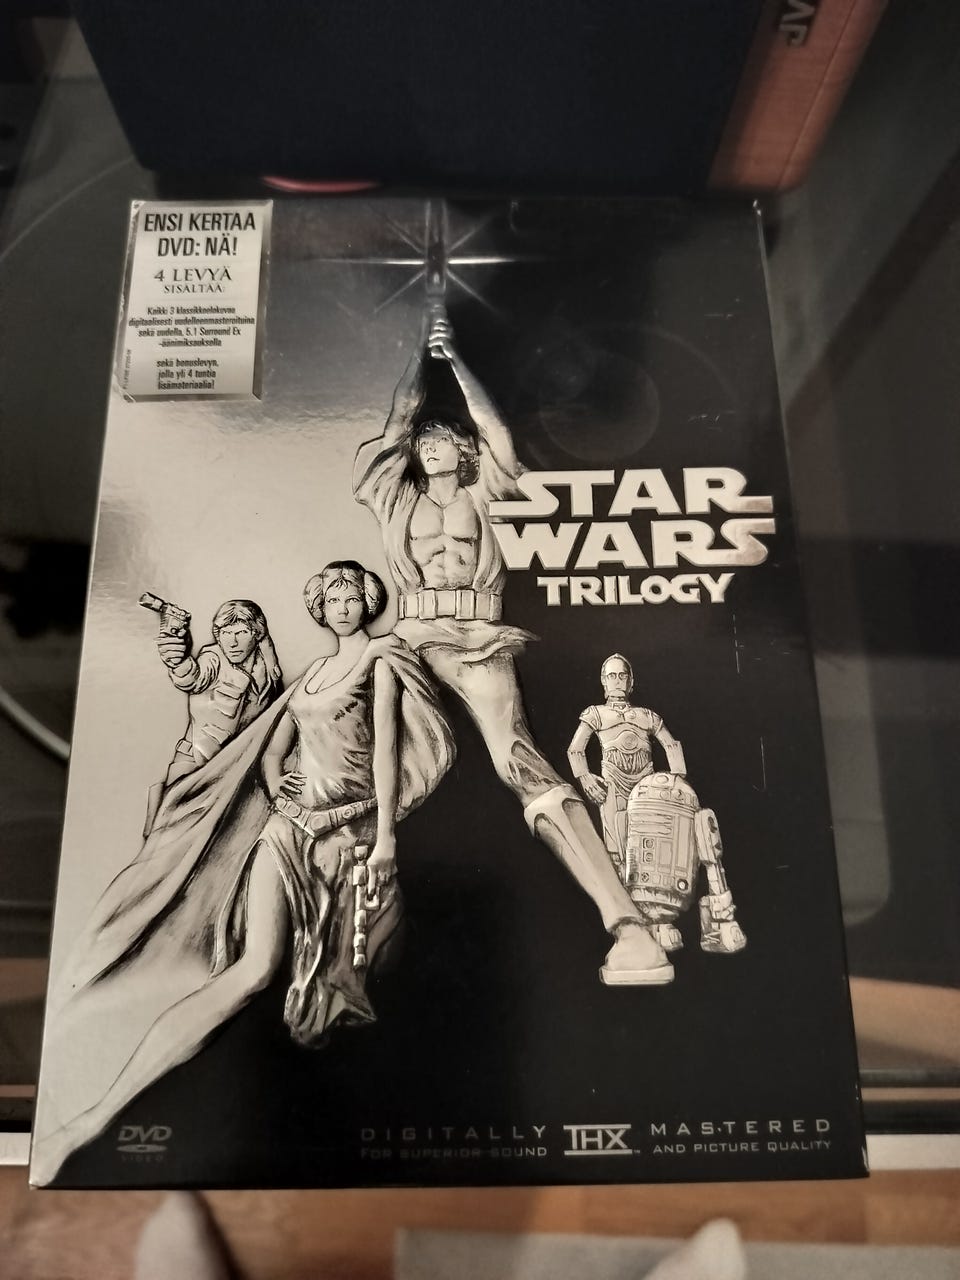 ENSI KERTAA
DVD: NÄ!
4 LEVYÄ
SISÄLTÄÄ:
Kaikki 3 klassikkoelokuvaa
digitaalisesti uudelleenmasteroituina
sekä uudella, 5.1 Surround Ex
-äänimiksauksella
sekä bonuslevyn,
jolla yli 4 tuntia
lisämateriaalia!
STAR
WARS
TRILOGY
DVD
VIDEO
DIGITALLY THX MASTERED
FOR SUPERIOR SOUND AND PICTURE QUALITY